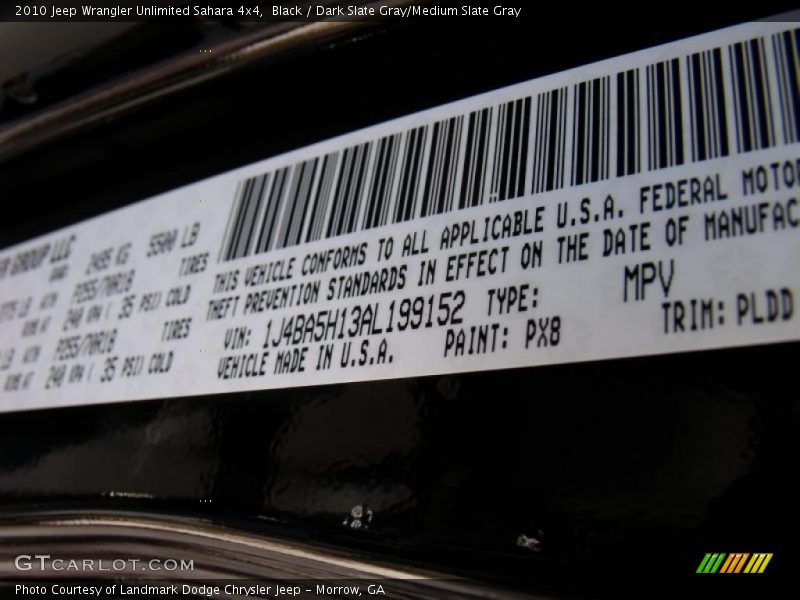 2010 Jeep Wrangler Unlimited Sahara 4x4, Black / Dark Slate Gray/Medium Slate Gray
GROUP LLC
2495 KG 5500 LB
TIRES
P255/70R18
240 KPA ( 35 PSI) COLD
TIRES
P255/70R18
240 KPA ( 35 PSI) COLD
THIS VEHICLE CONFORMS TO ALL APPLICABLE U.S.A. FEDERAL MOTO
THEFT PREVENTION STANDARDS IN EFFECT ON THE DATE OF MANUFAC
VIN: 1J4BA5H13AL199152 TYPE: MPV
VEHICLE MADE IN U.S.A. PAINT: PX8 TRIM: PLDD
GTCARLOT.COM
Photo Courtesy of Landmark Dodge Chrysler Jeep - Morrow, GA